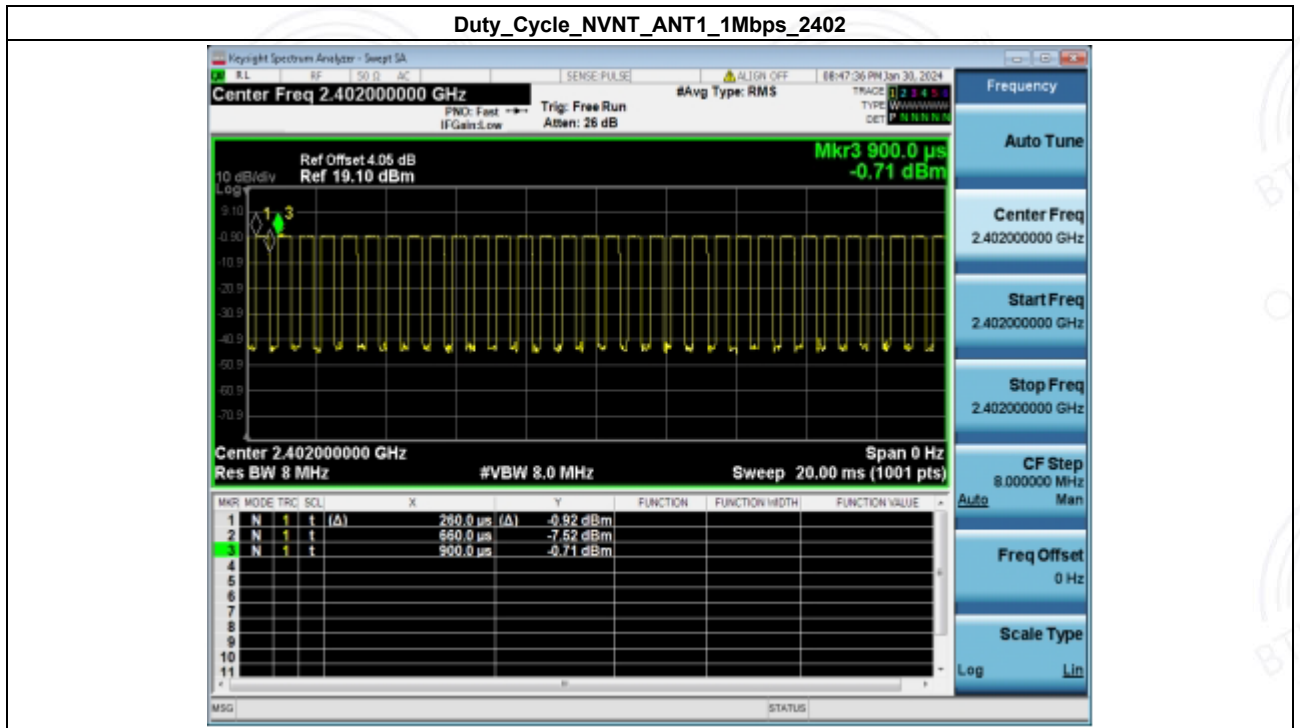 Duty_Cycle_NVNT_ANT1_1Mbps_2402
Keysight Spectrum Analyzer - Swept SA
RL RF 50 Ω AC SENSE:PULSE ALIGN OFF 08:47:36 PM Jan 30, 2024
Center Freq 2.402000000 GHz
PNO: Fast
IFGain:Low
Trig: Free Run
Atten: 26 dB
#Avg Type: RMS
TRACE 1 2 3 4 5 6
TYPE WWWWWW
DET P N N N N N
Frequency
Auto Tune
Center Freq
2.402000000 GHz
Start Freq
2.402000000 GHz
Stop Freq
2.402000000 GHz
CF Step
8.000000 MHz
Auto Man
Freq Offset
0 Hz
Scale Type
Log Lin
Mkr3 900.0 µs
-0.71 dBm
Ref Offset 4.05 dB
10 dB/div Ref 19.10 dBm
Log
9.10
-0.90
-10.9
-20.9
-30.9
-40.9
-50.9
-60.9
-70.9
1 3
Center 2.402000000 GHz Span 0 Hz
Res BW 8 MHz #VBW 8.0 MHz Sweep 20.00 ms (1001 pts)
MKR MODE TRC SCL X Y FUNCTION FUNCTION WIDTH FUNCTION VALUE
1 N 1 t (Δ) 260.0 µs (Δ) -0.92 dBm
2 N 1 t 660.0 µs -7.52 dBm
3 N 1 t 900.0 µs -0.71 dBm
4
5
6
7
8
9
10
11
MSG STATUS